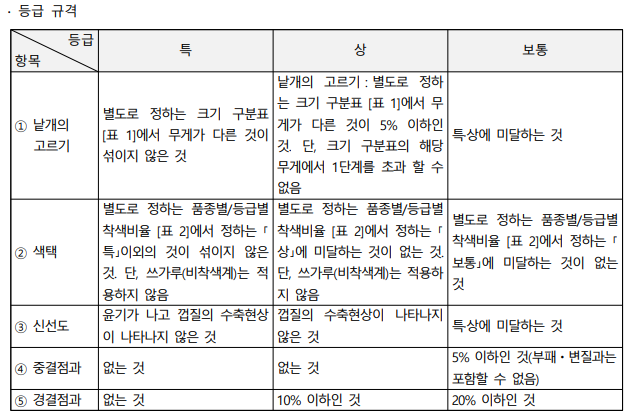 · 등급 규격
등급
항목
특
상
보통
① 낱개의
고르기
별도로 정하는 크기 구분표
[표 1]에서 무게가 다른 것이
섞이지 않은 것
낱개의 고르기 : 별도로 정하
는 크기 구분표 [표 1]에서 무
게가 다른 것이 5% 이하인
것. 단, 크기 구분표의 해당
무게에서 1단계를 초과 할 수
없음
특상에 미달하는 것
② 색택
별도로 정하는 품종별/등급별
착색비율 [표 2]에서 정하는 「
특」이외의 것이 섞이지 않은
것. 단, 쓰가루(비착색계)는 적
용하지 않음
별도로 정하는 품종별/등급별
착색비율 [표 2]에서 정하는 「
상」에 미달하는 것이 없는 것.
단, 쓰가루(비착색계)는 적용하
지 않음
별도로 정하는 품종별/등급별
착색비율 [표 2]에서 정하는 「
보통」에 미달하는 것이 없는
것
③ 신선도
윤기가 나고 껍질의 수축현상
이 나타나지 않은 것
껍질의 수축현상이 나타나지
않은 것
특상에 미달하는 것
④ 중결점과
없는 것
없는 것
5% 이하인 것(부패・변질과는
포함할 수 없음)
⑤ 경결점과
없는 것
10% 이하인 것
20% 이하인 것